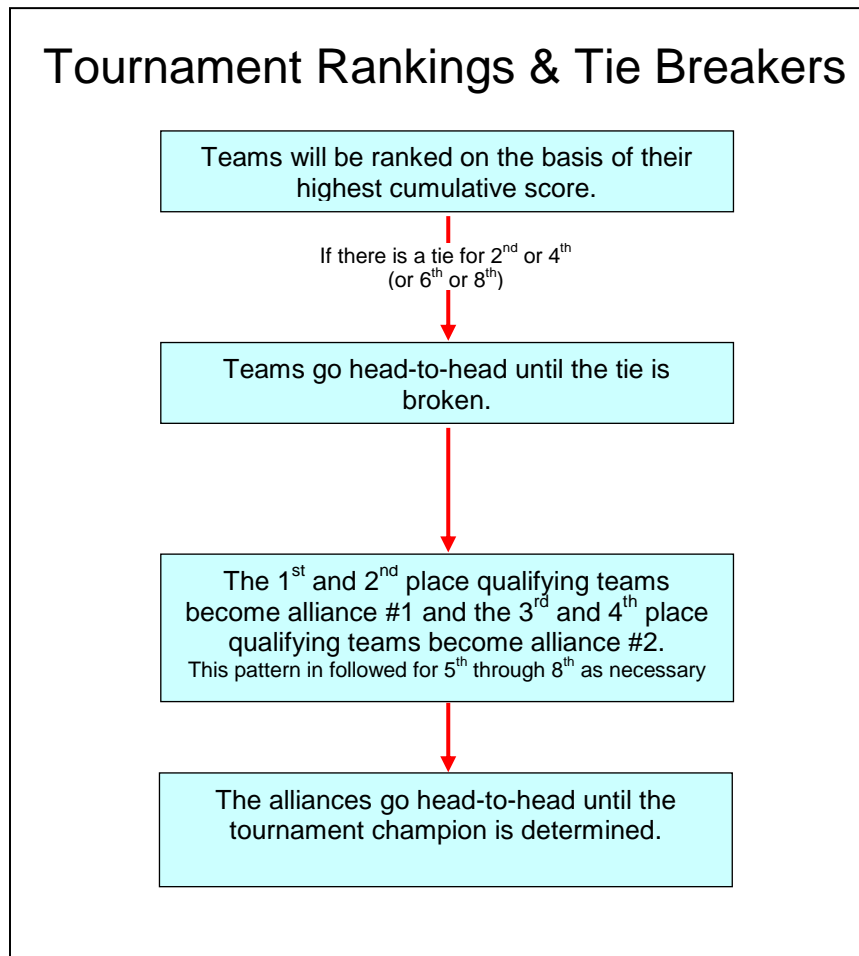 Tournament Rankings & Tie Breakers
Teams will be ranked on the basis of their
highest cumulative score.
If there is a tie for 2nd or 4th
(or 6th or 8th)
Teams go head-to-head until the tie is
broken.
The 1st and 2nd place qualifying teams
become alliance #1 and the 3rd and 4th place
qualifying teams become alliance #2.
This pattern in followed for 5th through 8th as necessary
The alliances go head-to-head until the
tournament champion is determined.